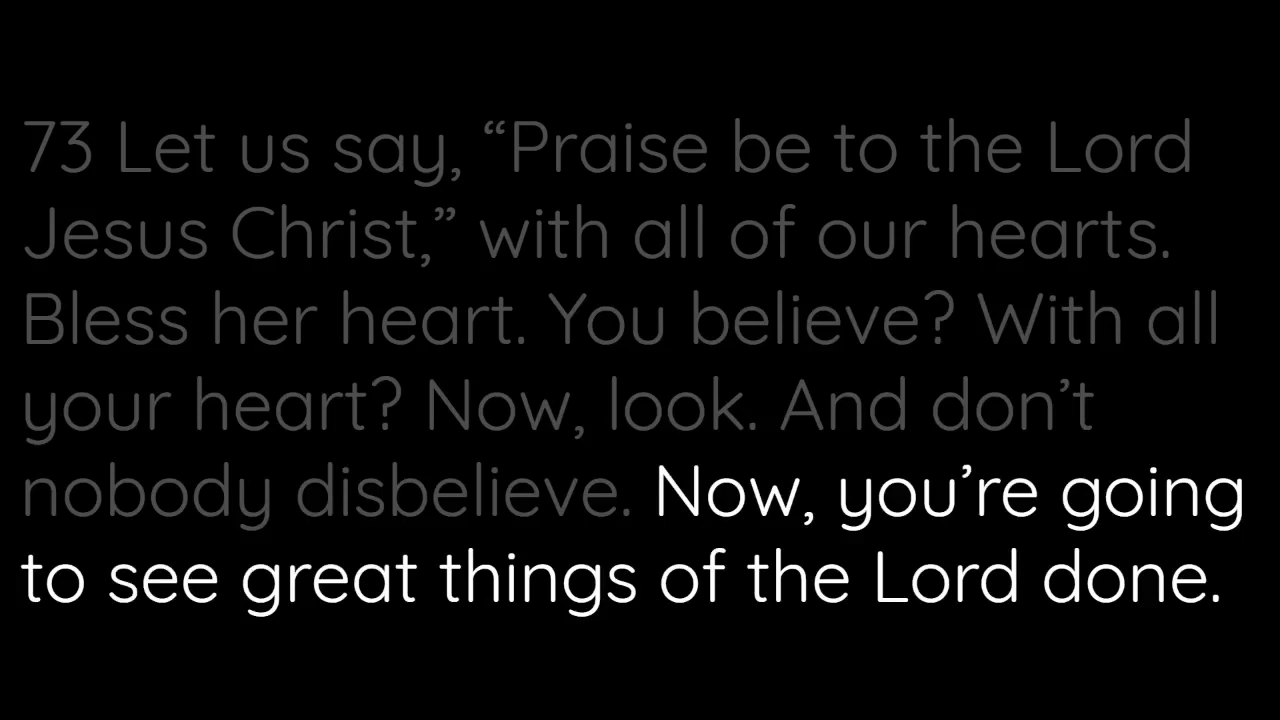 73 Let us say, “Praise be to the Lord
Jesus Christ,” with all of our hearts.
Bless her heart. You believe? With all
your heart? Now, look. And don’t
nobody disbelieve. Now, you’re going
to see great things of the Lord done.